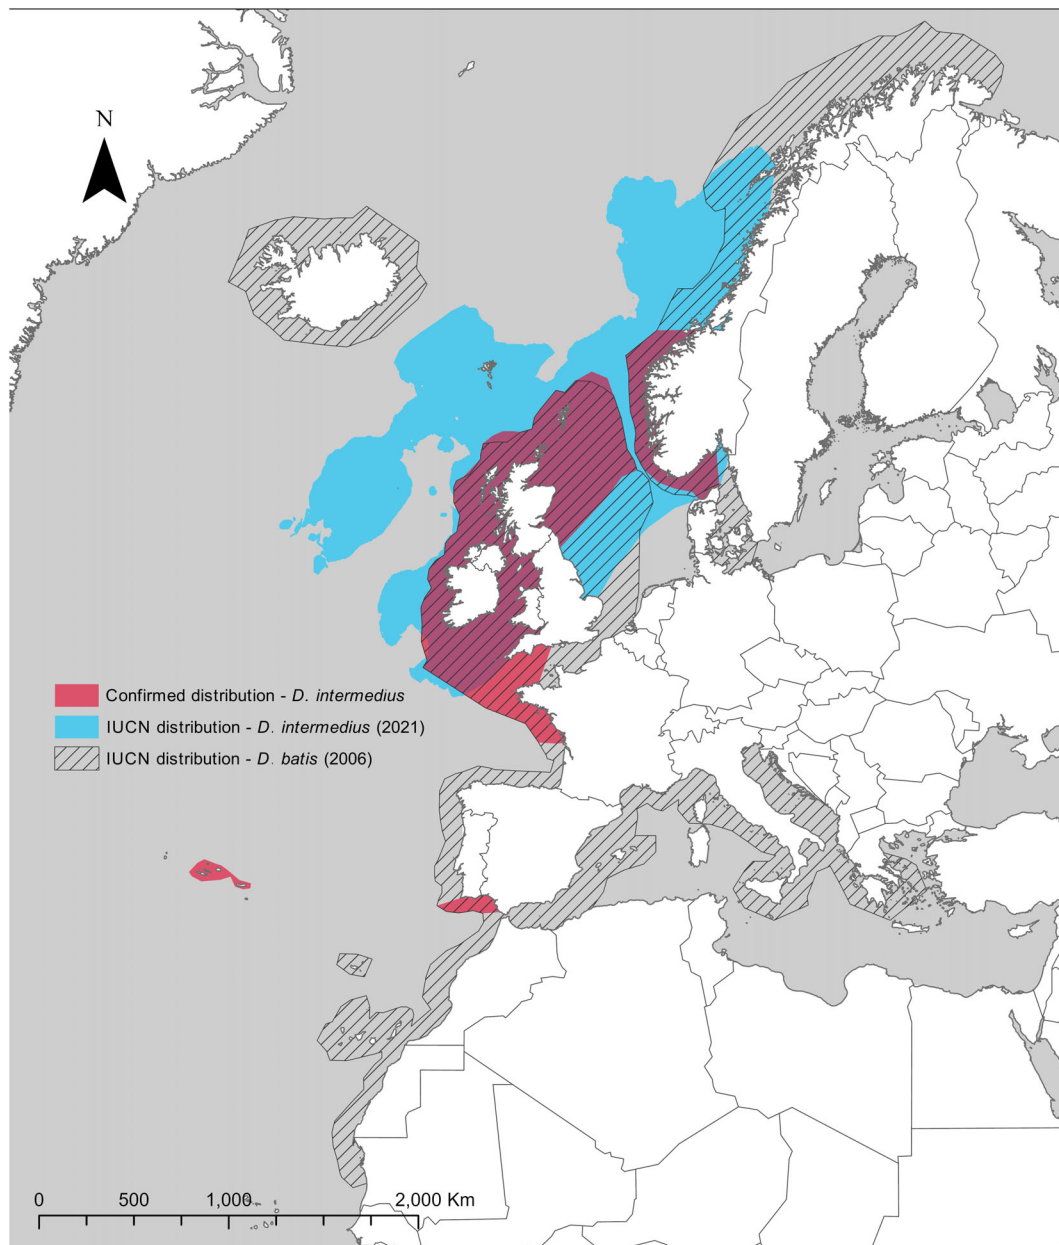 N
Confirmed distribution - D. intermedius
IUCN distribution - D. intermedius (2021)
IUCN distribution - D. batis (2006)
0 500 1,000 2,000 Km